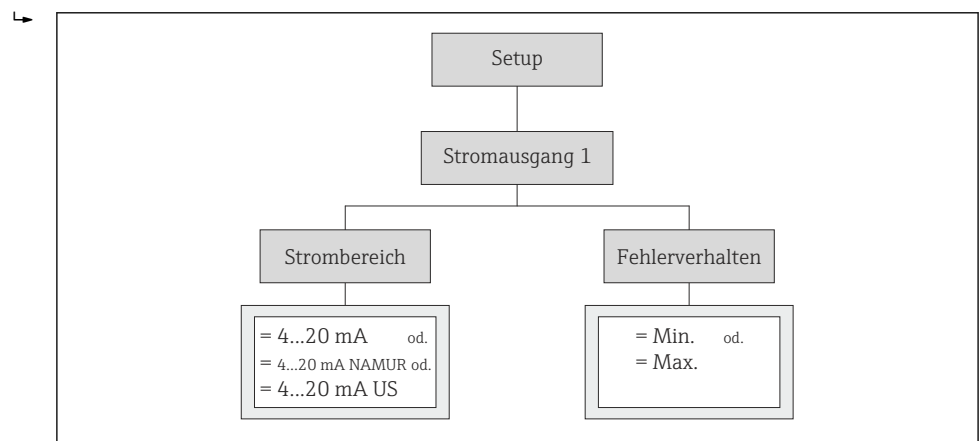 Setup
Stromausgang 1
Strombereich
Fehlerverhalten
= 4...20 mA od.
= 4...20 mA NAMUR od.
= 4...20 mA US
= Min. od.
= Max.